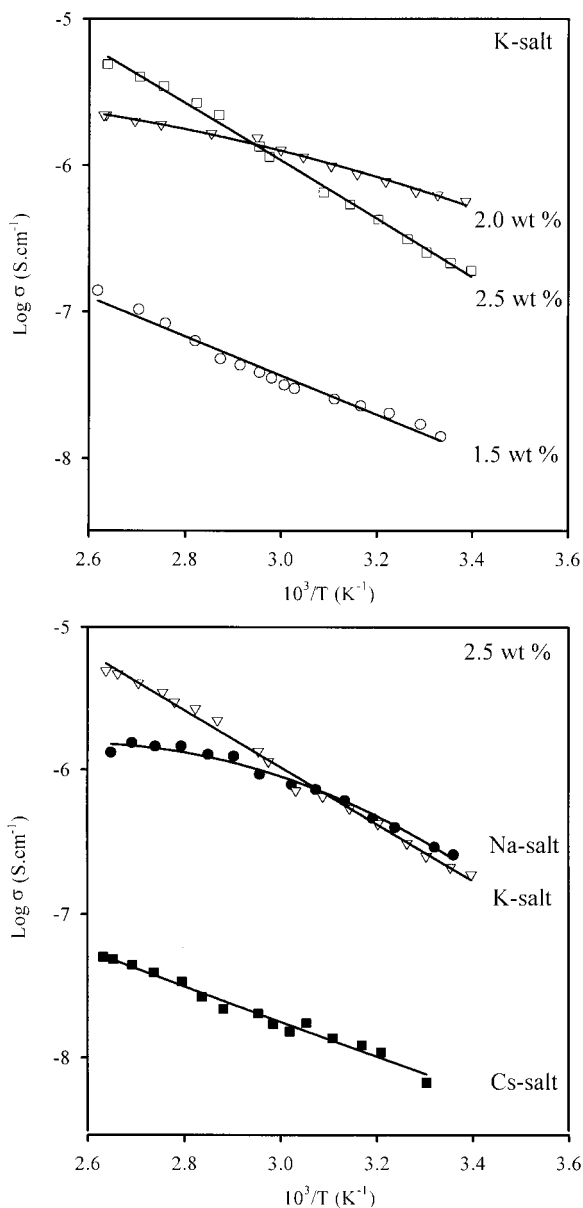 -5
K-salt
-6
2.0 wt %
2.5 wt %
Log σ (S.cm⁻¹)
-7
1.5 wt %
-8
2.6 2.8 3.0 3.2 3.4 3.6
10³/T (K⁻¹)
-5
2.5 wt %
-6
Na-salt
K-salt
Log σ (S.cm⁻¹)
-7
-8
Cs-salt
2.6 2.8 3.0 3.2 3.4 3.6
10³/T (K⁻¹)